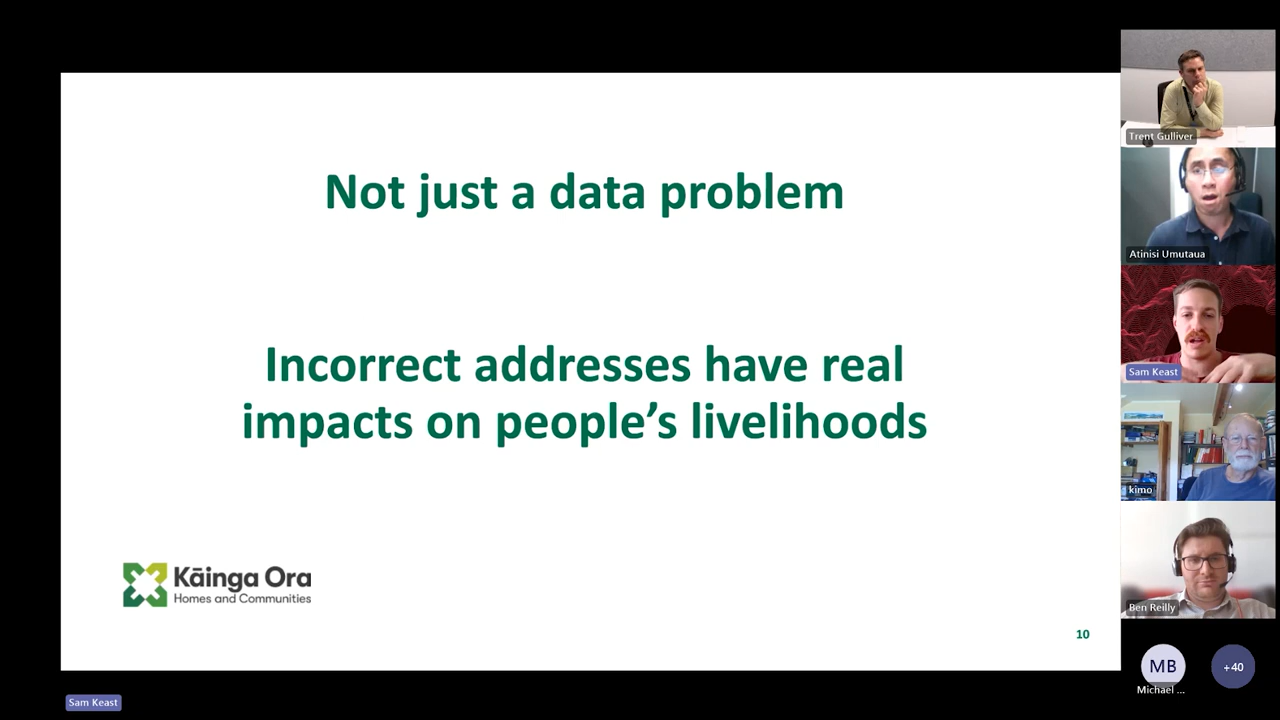 Not just a data problem
Incorrect addresses have real
impacts on people’s livelihoods
Kāinga Ora
Homes and Communities
10
Sam Keast
Trent Gulliver
Atinisi Umutaua
Sam Keast
kimo
Ben Reilly
MB
Michael ...
+40